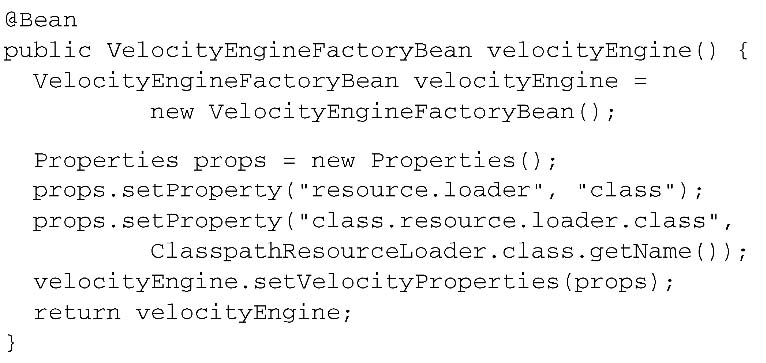 @Bean
public VelocityEngineFactoryBean velocityEngine() {
  VelocityEngineFactoryBean velocityEngine =
          new VelocityEngineFactoryBean();
  Properties props = new Properties();
  props.setProperty("resource.loader", "class");
  props.setProperty("class.resource.loader.class",
          ClasspathResourceLoader.class.getName());
  velocityEngine.setVelocityProperties(props);
  return velocityEngine;
}